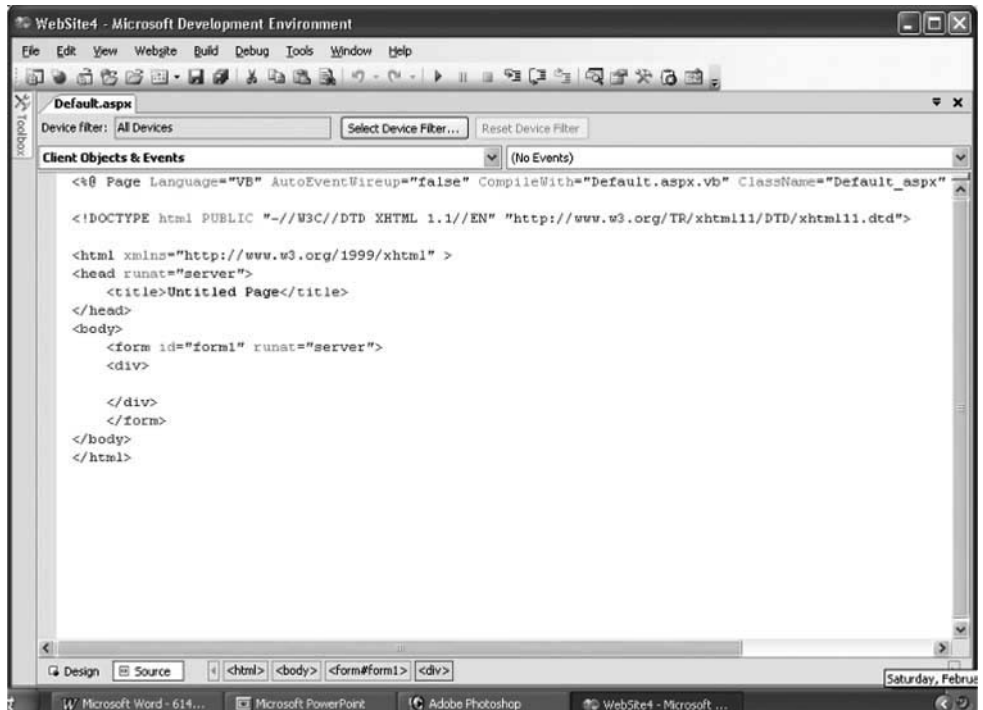 WebSite4 - Microsoft Development Environment
File Edit View Website Build Debug Tools Window Help
Toolbox
Default.aspx
Device filter: All Devices Select Device Filter... Reset Device Filter
Client Objects & Events (No Events)
<%@ Page Language="VB" AutoEventWireup="false" CompileWith="Default.aspx.vb" ClassName="Default_aspx"
<!DOCTYPE html PUBLIC "-//W3C//DTD XHTML 1.1//EN" "http://www.w3.org/TR/xhtml11/DTD/xhtml11.dtd">
<html xmlns="http://www.w3.org/1999/xhtml" >
<head runat="server">
<title>Untitled Page</title>
</head>
<body>
<form id="form1" runat="server">
<div>
</div>
</form>
</body>
</html>
Design Source <html> <body> <form#form1> <div>
Saturday, Februa
Microsoft Word - 614... Microsoft PowerPoint Adobe Photoshop WebSite4 - Microsoft ...